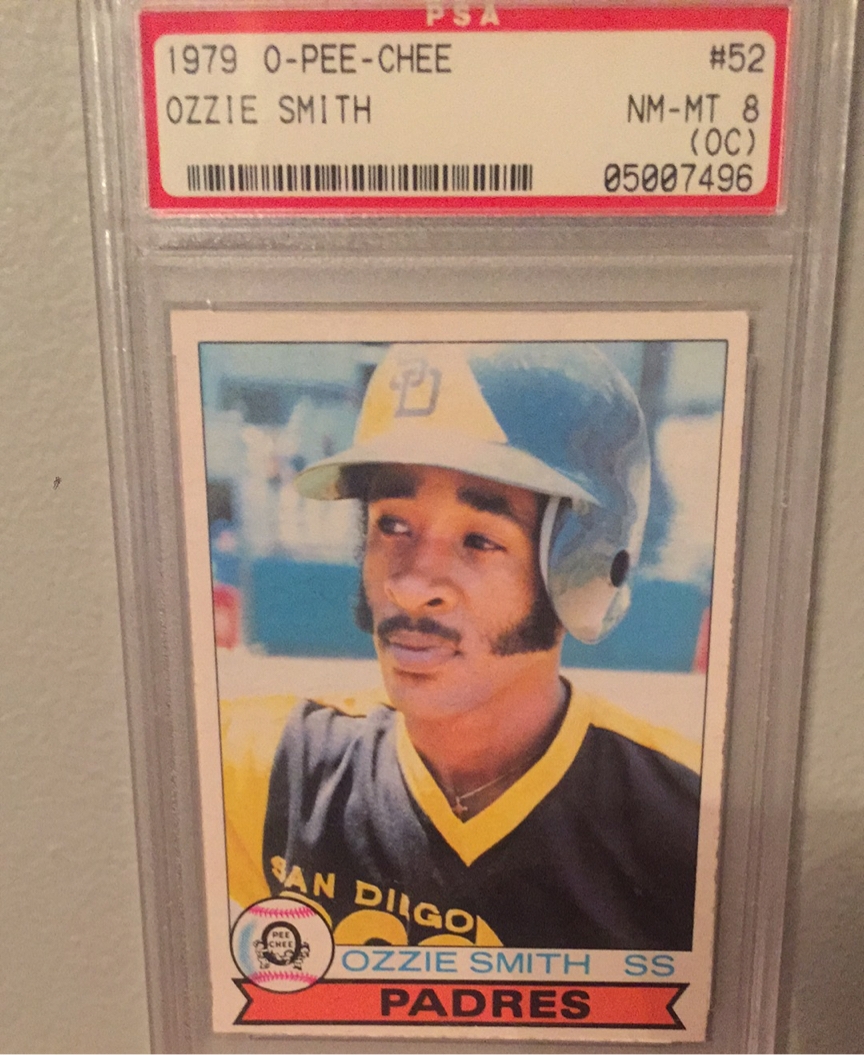 PSA
1979 O-PEE-CHEE #52
OZZIE SMITH NM-MT 8
(OC)
05007496
SAN DIEGO
PEE
CHEE
OZZIE SMITH SS
PADRES